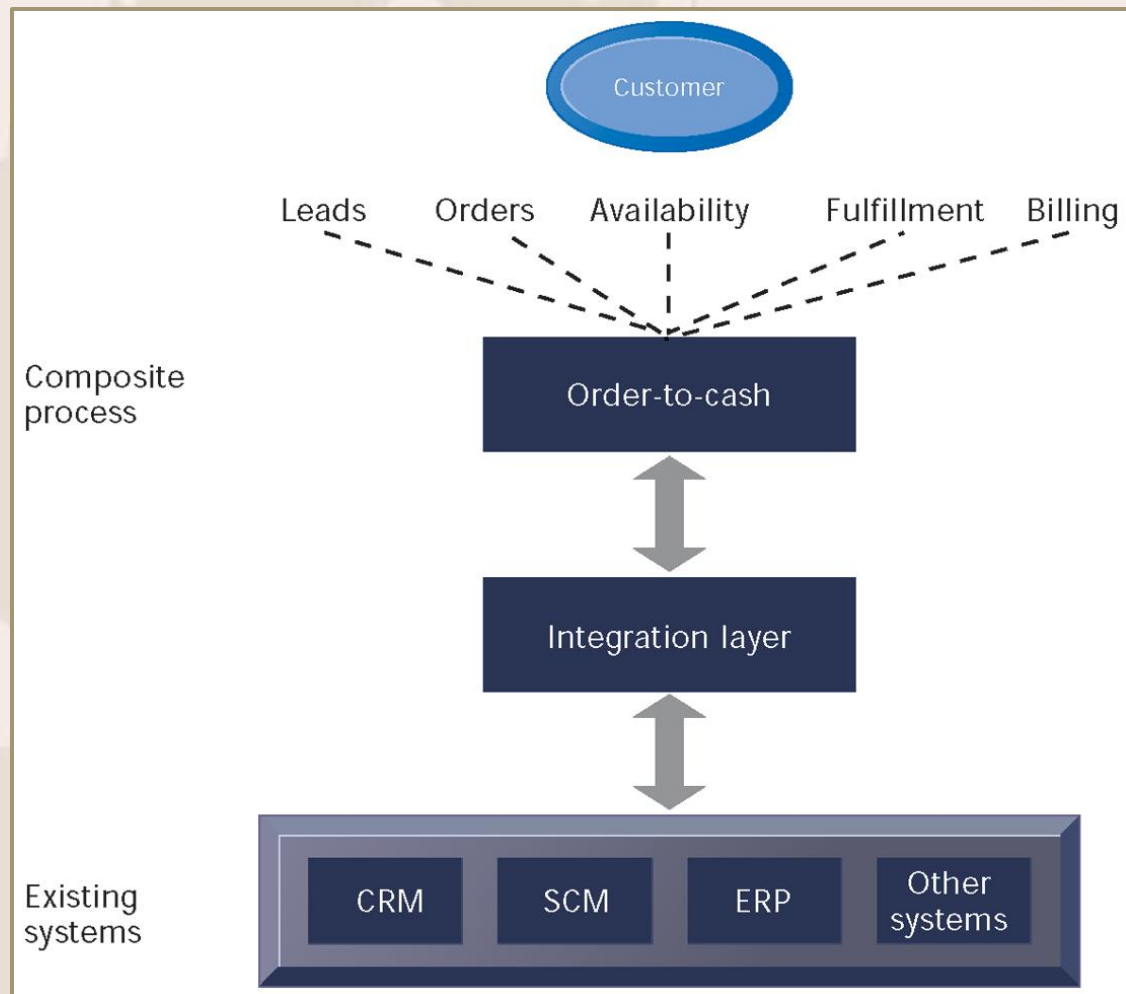 Customer
Leads Orders Availability Fulfillment Billing
Composite
process
Order-to-cash
Integration layer
Existing
systems
CRM SCM ERP Other
systems